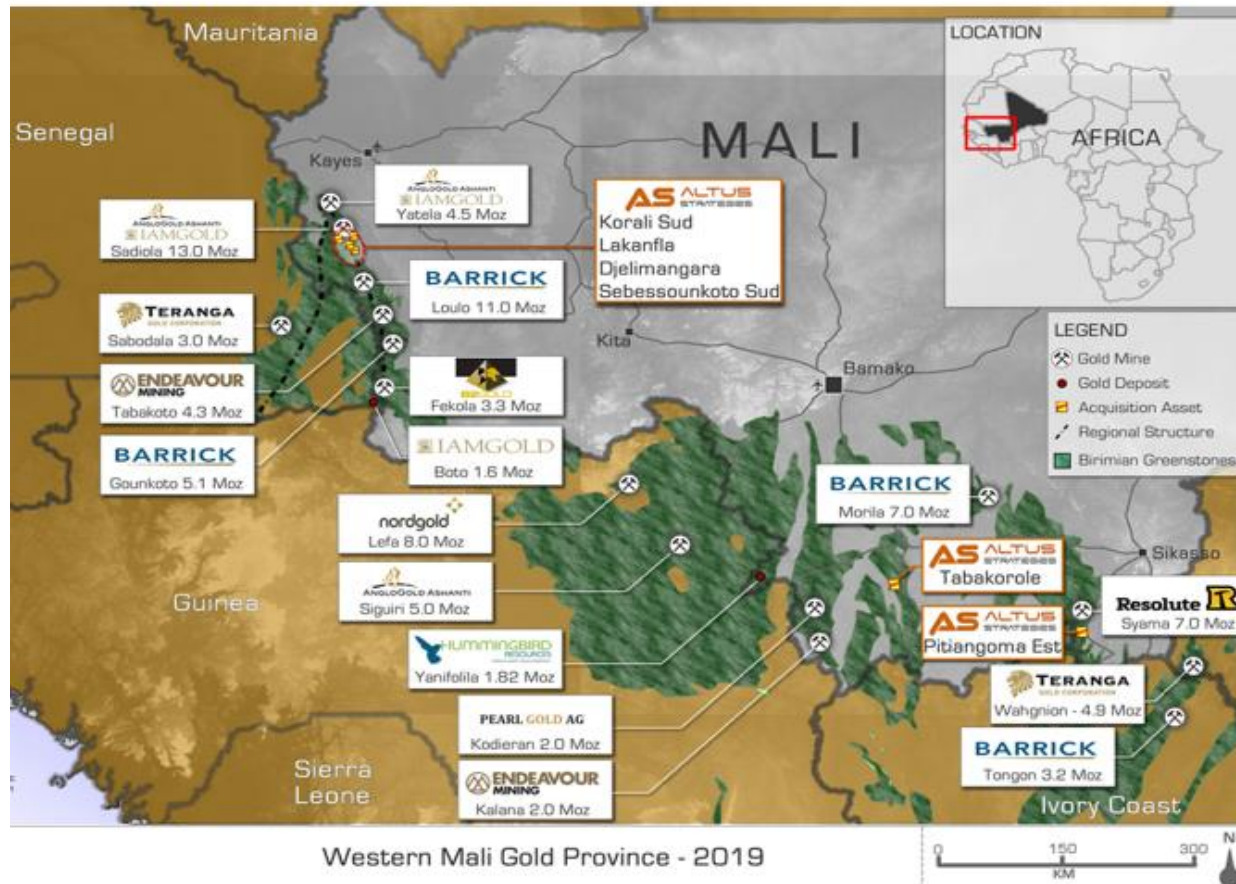 Mauritania
Senegal
MALI
Kayes
LOCATION
AFRICA
ANGLOGOLD ASHANTI
IAMGOLD
Yatela 4.5 Moz
ANGLOGOLD ASHANTI
IAMGOLD
Sadiola 13.0 Moz
AS ALTUS
STRATEGIES
Korali Sud
Lakanfla
Djelimangara
Sebessounkoto Sud
BARRICK
Loulo 11.0 Moz
TERANGA
GOLD CORPORATION
Sabodala 3.0 Moz
Kita
Bamako
LEGEND
Gold Mine
Gold Deposit
Acquisition Asset
Regional Structure
Birimian Greenstones
ENDEAVOUR
MINING
Tabakoto 4.3 Moz
B2GOLD
Fekola 3.3 Moz
BARRICK
Gounkoto 5.1 Moz
IAMGOLD
Boto 1.6 Moz
nordgold
Lefa 8.0 Moz
BARRICK
Morila 7.0 Moz
Sikasso
ANGLOGOLD ASHANTI
Siguiri 5.0 Moz
AS ALTUS
STRATEGIES
Tabakorole
Guinea
Resolute
Syama 7.0 Moz
AS ALTUS
STRATEGIES
Pitiangoma Est
HUMMINGBIRD
RESOURCES
Yanifolila 1.82 Moz
TERANGA
GOLD CORPORATION
Wahgnion - 4.9 Moz
PEARL GOLD AG
Kodieran 2.0 Moz
BARRICK
Tongon 3.2 Moz
Sierra
Leone
ENDEAVOUR
MINING
Kalana 2.0 Moz
Ivory Coast
Western Mali Gold Province - 2019
0 150 300
KM
N